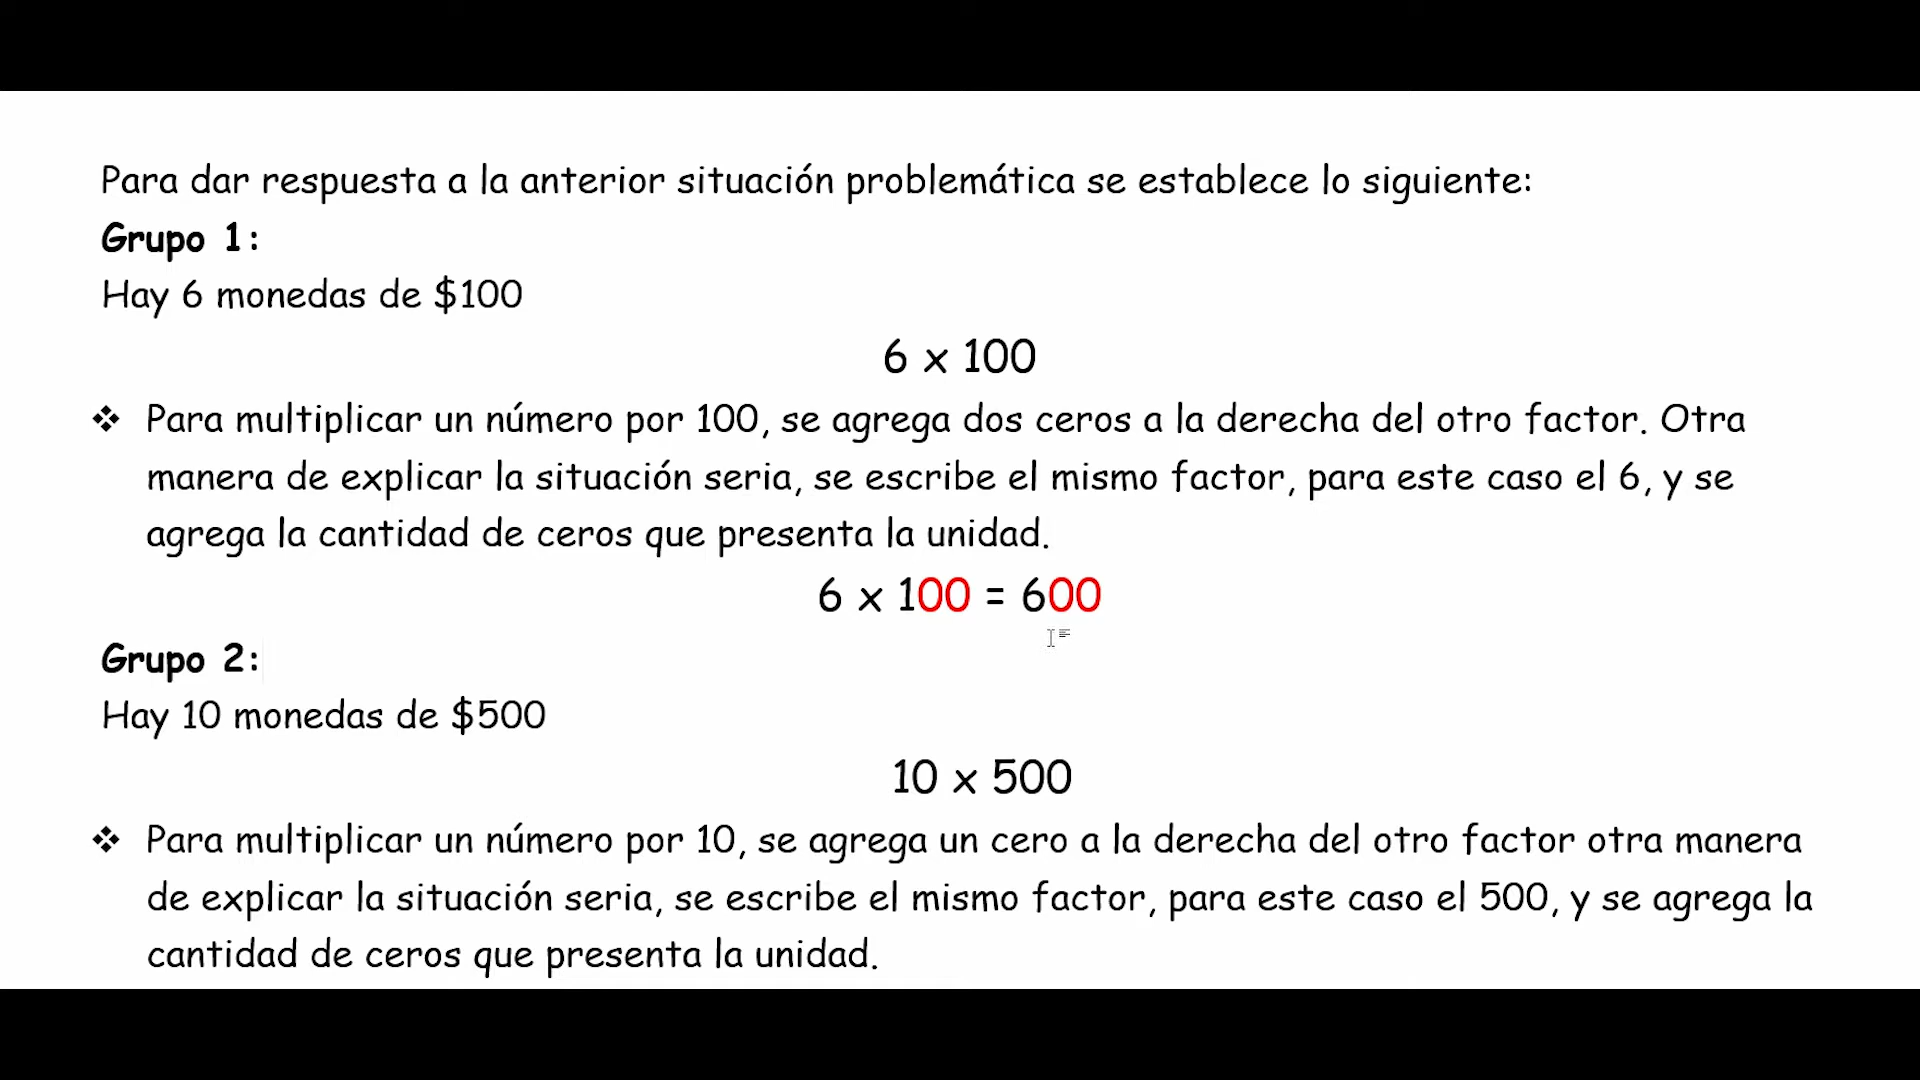 Para dar respuesta a la anterior situación problemática se establece lo siguiente:
Grupo 1:
Hay 6 monedas de $100
6 x 100
❖ Para multiplicar un número por 100, se agrega dos ceros a la derecha del otro factor. Otra
manera de explicar la situación seria, se escribe el mismo factor, para este caso el 6, y se
agrega la cantidad de ceros que presenta la unidad.
6 x 100 = 600
Grupo 2:
Hay 10 monedas de $500
10 x 500
❖ Para multiplicar un número por 10, se agrega un cero a la derecha del otro factor otra manera
de explicar la situación seria, se escribe el mismo factor, para este caso el 500, y se agrega la
cantidad de ceros que presenta la unidad.